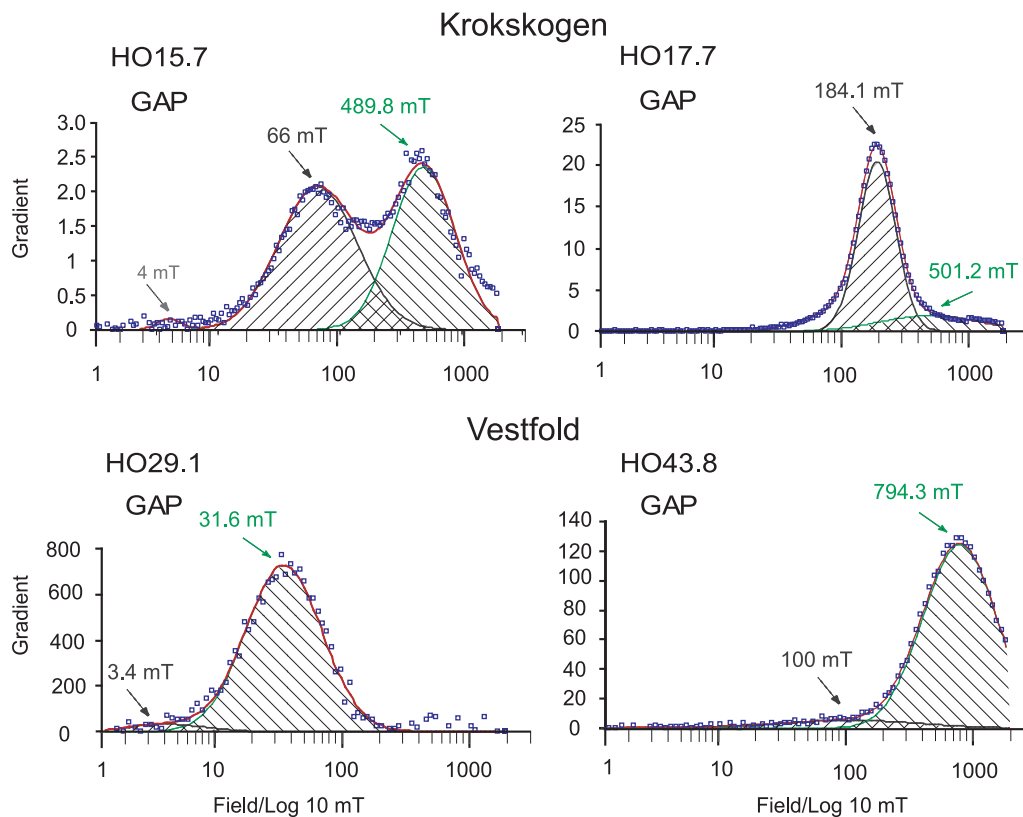 Krokskogen
HO15.7
GAP
489.8 mT
66 mT
4 mT
Gradient
3.0
2.5
2.0
1.5
1
0.5
0
1
10
100
1000
HO17.7
GAP
184.1 mT
501.2 mT
25
20
15
10
5
0
1
10
100
1000
Vestfold
HO29.1
GAP
31.6 mT
3.4 mT
Gradient
800
600
400
200
0
1
10
100
1000
Field/Log 10 mT
HO43.8
GAP
794.3 mT
100 mT
140
120
100
80
60
40
20
0
1
10
100
1000
Field/Log 10 mT